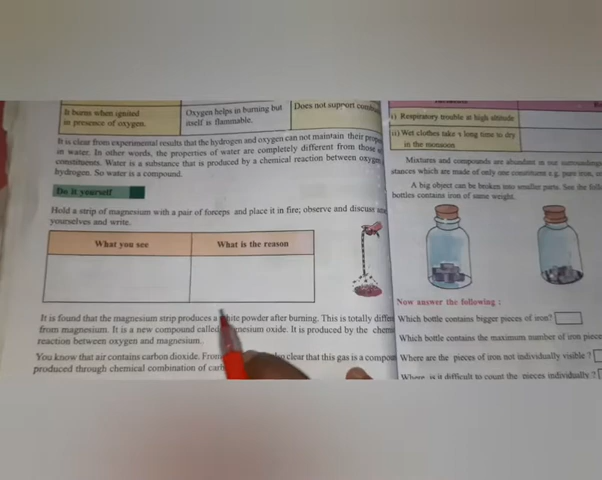 It burns when ignited
in presence of oxygen.
Oxygen helps in burning but
itself is flammable.
Does not support
It is clear from experimental results that the hydrogen and oxygen can not maintain their
in water. In other words, the properties of water are completely different from those
constituents. Water is a substance that is produced by a chemical reaction between oxygen
hydrogen. So water is a compound.
Do it yourself
Hold a strip of magnesium with a pair of forceps and place it in fire; observe and discuss
yourselves and write.
What you see
What is the reason
It is found that the magnesium strip produces a white powder after burning. This is totally
from magnesium. It is a new compound called magnesium oxide. It is produced by the
reaction between oxygen and magnesium.
You know that air contains carbon dioxide. clear that this gas is a
produced through chemical combination of
i) Respiratory trouble at high altitude
ii) Wet clothes take long time to dry
in the monsoon
Mixtures and compounds are abundant in our
stances which are made of only one constituents e.g. pure iron,
A big object can be broken into smaller parts. See the
bottles contains iron of same weight.
Now answer the following :
Which bottle contains bigger pieces of iron?
Which bottle contains the maximum number of iron
Where are the pieces of iron not individually visible ?
Where is it difficult to count the pieces individually ?